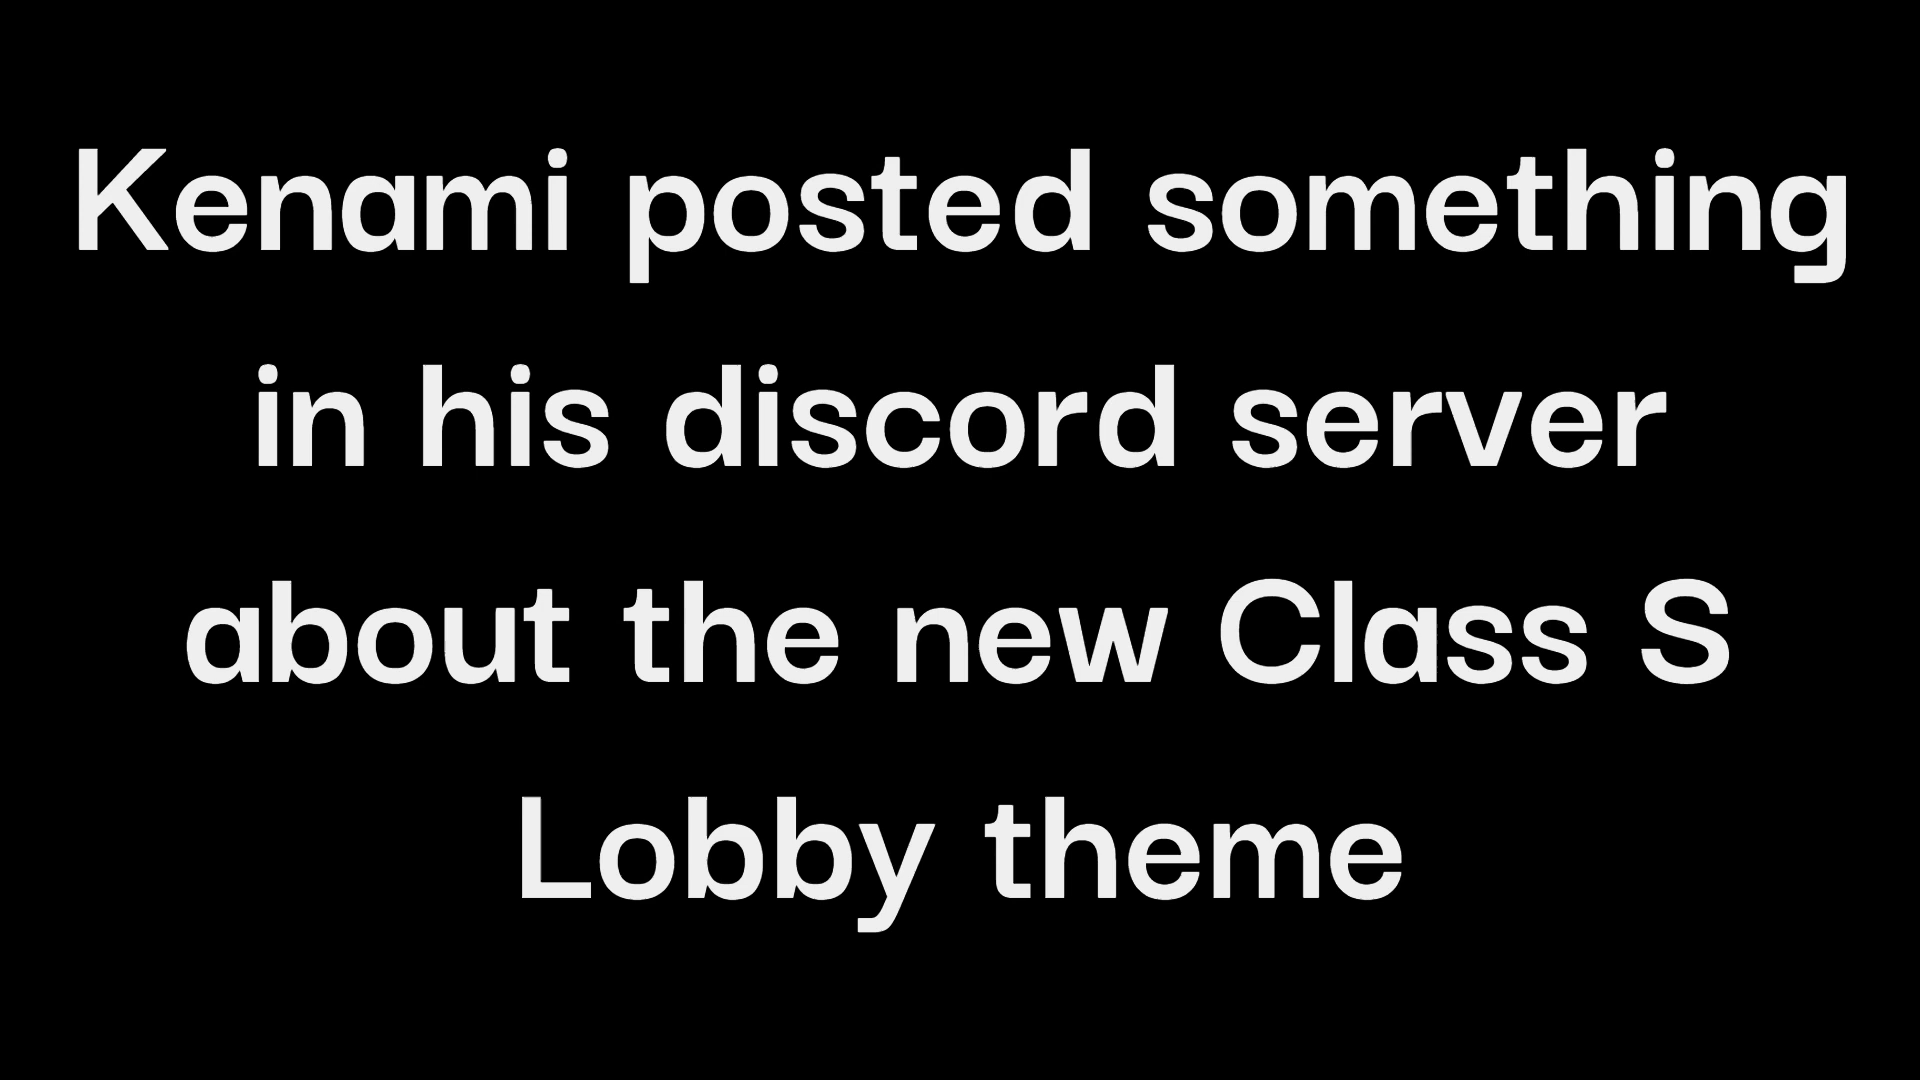 Kenami posted something
in his discord server
about the new Class S
Lobby theme